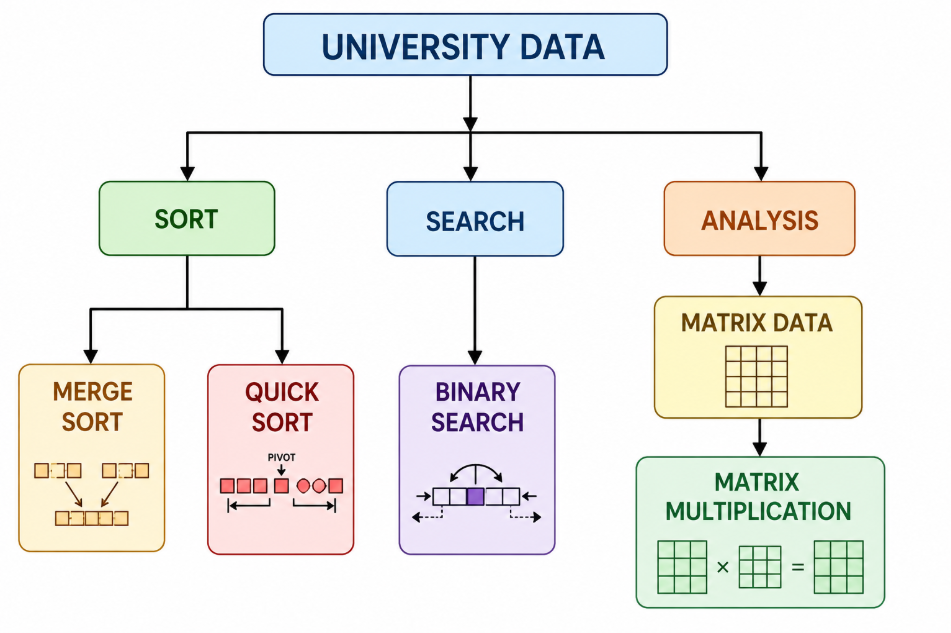 UNIVERSITY DATA
SORT
SEARCH
ANALYSIS
MERGE
SORT
QUICK
SORT
PIVOT
BINARY
SEARCH
MATRIX DATA
MATRIX
MULTIPLICATION
× =